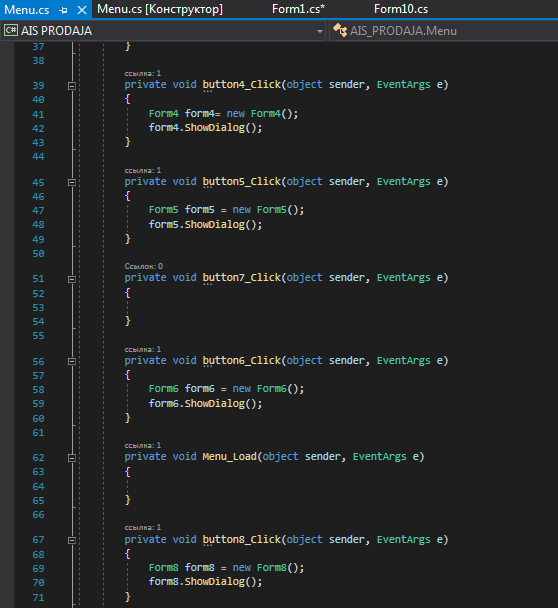 Menu.cs
Menu.cs [Конструктор]
Form1.cs*
Form10.cs
C# AIS PRODAJA
AIS_PRODAJA.Menu
37 }
38
ссылка: 1
39 private void button4_Click(object sender, EventArgs e)
40 {
41 Form4 form4= new Form4();
42 form4.ShowDialog();
43 }
44
ссылка: 1
45 private void button5_Click(object sender, EventArgs e)
46 {
47 Form5 form5 = new Form5();
48 form5.ShowDialog();
49 }
50
Ссылок: 0
51 private void button7_Click(object sender, EventArgs e)
52 {
53
54 }
55
ссылка: 1
56 private void button6_Click(object sender, EventArgs e)
57 {
58 Form6 form6 = new Form6();
59 form6.ShowDialog();
60 }
61
ссылка: 1
62 private void Menu_Load(object sender, EventArgs e)
63 {
64
65 }
66
ссылка: 1
67 private void button8_Click(object sender, EventArgs e)
68 {
69 Form8 form8 = new Form8();
70 form8.ShowDialog();
71 }